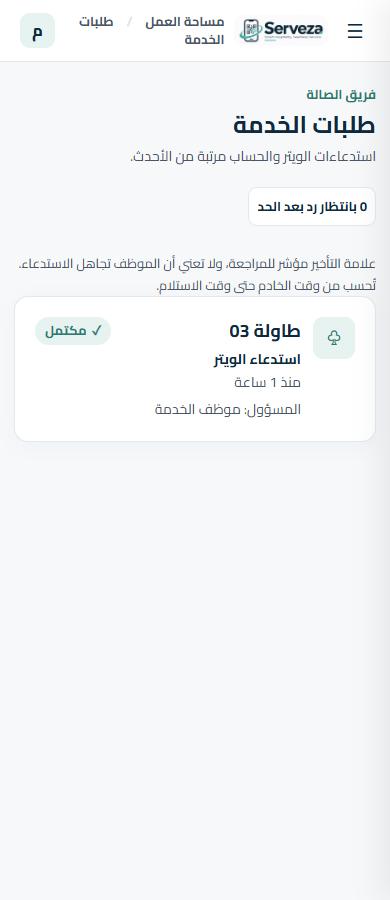 ☰
Serveza
مساحة العمل / طلبات الخدمة
م
فريق الصالة
طلبات الخدمة
استدعاءات الويتر والحساب مرتبة من الأحدث.
0 بانتظار رد بعد الحد
علامة التأخير مؤشر للمراجعة، ولا تعني أن الموظف تجاهل الاستدعاء.
تُحسب من وقت الخادم حتى وقت الاستلام.
طاولة 03
✓ مكتمل
استدعاء الويتر
منذ 1 ساعة
المسؤول: موظف الخدمة